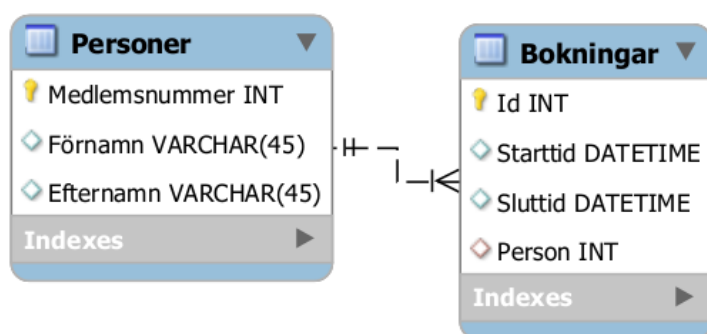 Personer
Medlemsnummer INT
Förnamn VARCHAR(45)
Efternamn VARCHAR(45)
Indexes
Bokningar
Id INT
Starttid DATETIME
Sluttid DATETIME
Person INT
Indexes